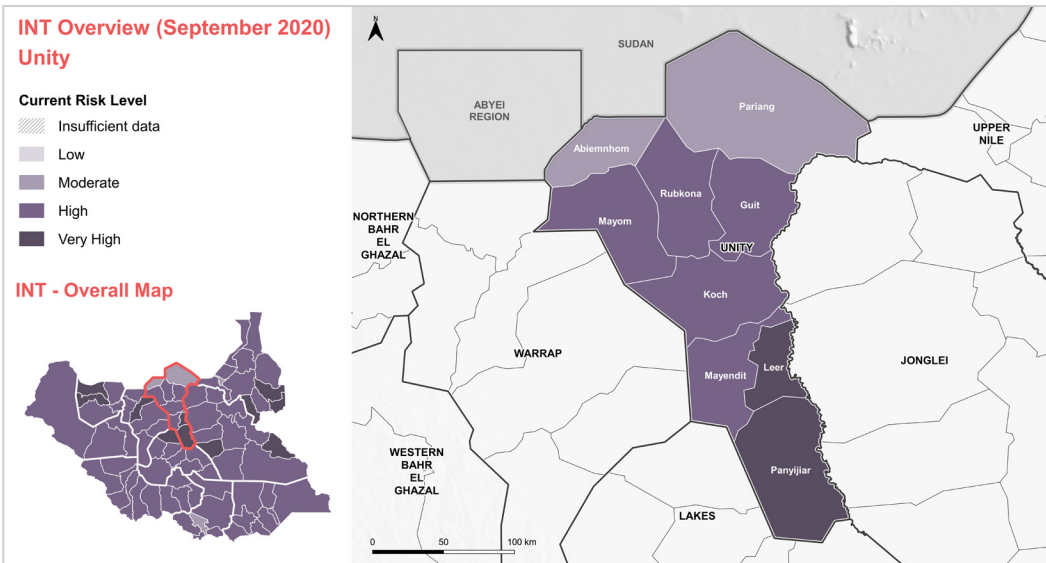 INT Overview (September 2020)
Unity
Current Risk Level
Insufficient data
Low
Moderate
High
Very High
INT - Overall Map
N
SUDAN
ABYEI
REGION
Pariang
UPPER
NILE
Abiemnhom
Rubkona
Guit
Mayom
NORTHERN
BAHR
EL
GHAZAL
UNITY
Koch
WARRAP
JONGLEI
Leer
Mayendit
WESTERN
BAHR
EL
GHAZAL
Panyijiar
LAKES
0 50 100 km